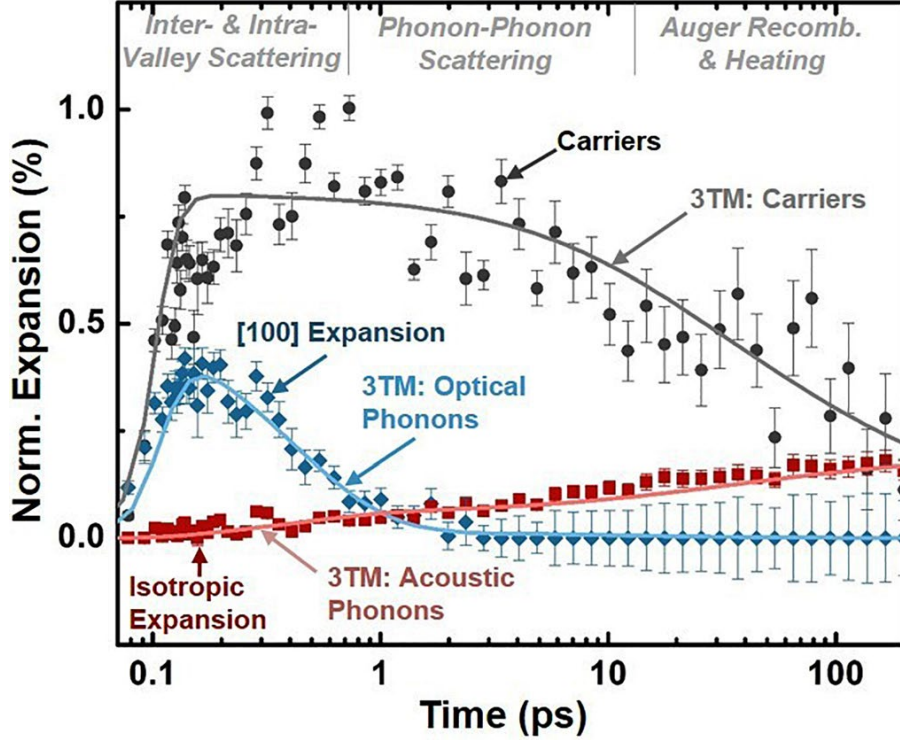 Inter- & Intra-
Valley Scattering
Phonon-Phonon
Scattering
Auger Recomb.
& Heating
Norm. Expansion (%)
1.0
0.5
0.0
Carriers
3TM: Carriers
[100] Expansion
3TM: Optical
Phonons
Isotropic
Expansion
3TM: Acoustic
Phonons
0.1
1
10
100
Time (ps)